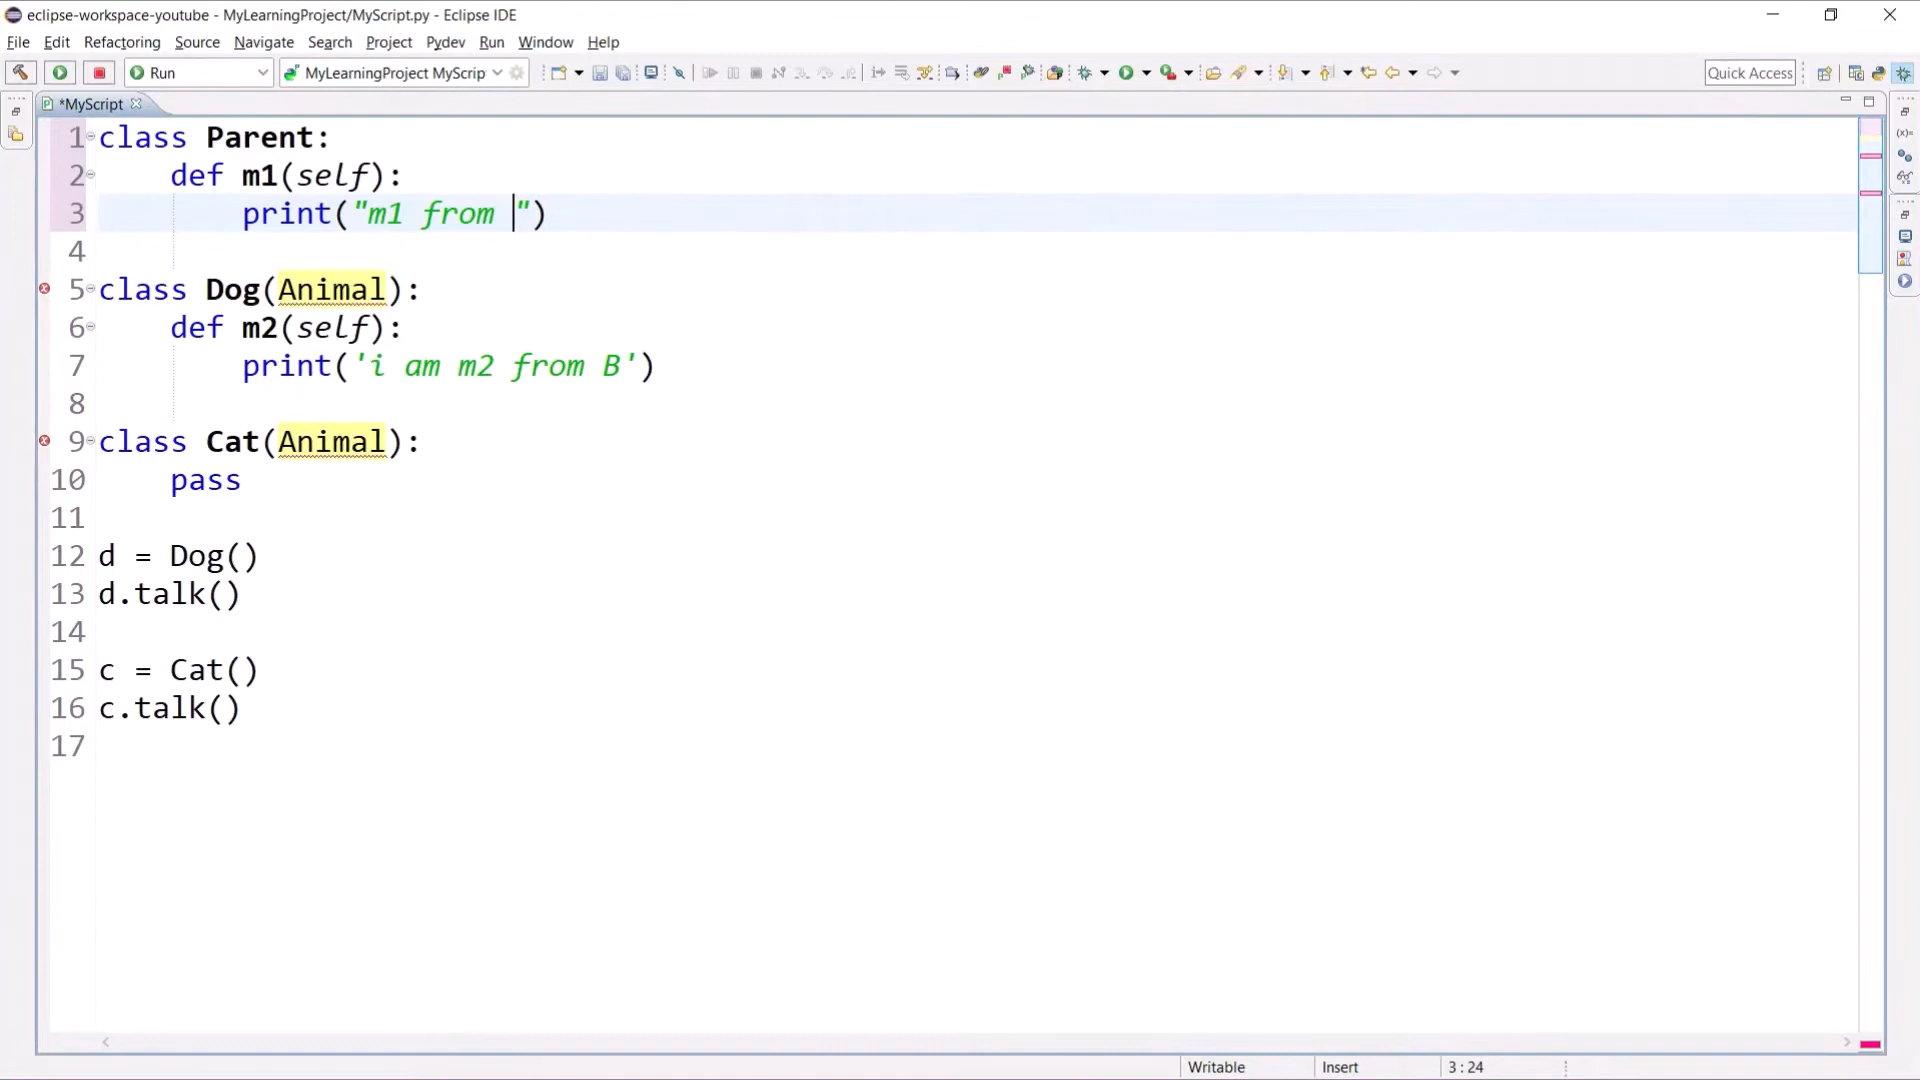 eclipse-workspace-youtube - MyLearningProject/MyScript.py - Eclipse IDE
File Edit Refactoring Source Navigate Search Project Pydev Run Window Help
Run MyLearningProject MyScrip Quick Access
*MyScript
1 class Parent:
2 def m1(self):
3 print("m1 from ")
4
5 class Dog(Animal):
6 def m2(self):
7 print('i am m2 from B')
8
9 class Cat(Animal):
10 pass
11
12 d = Dog()
13 d.talk()
14
15 c = Cat()
16 c.talk()
17
Writable Insert 3 : 24